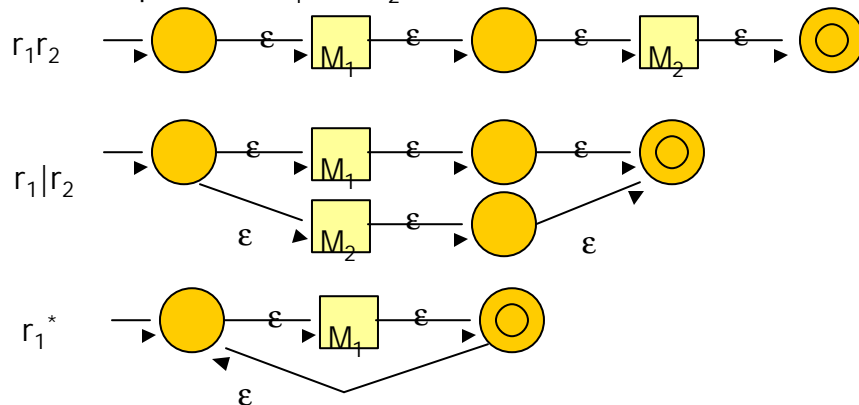 r₁r₂ ε M₁ ε ε M₂ ε
ε M₁ ε ε
r₁|r₂
ε M₂ ε ε
r₁* ε M₁ ε
ε